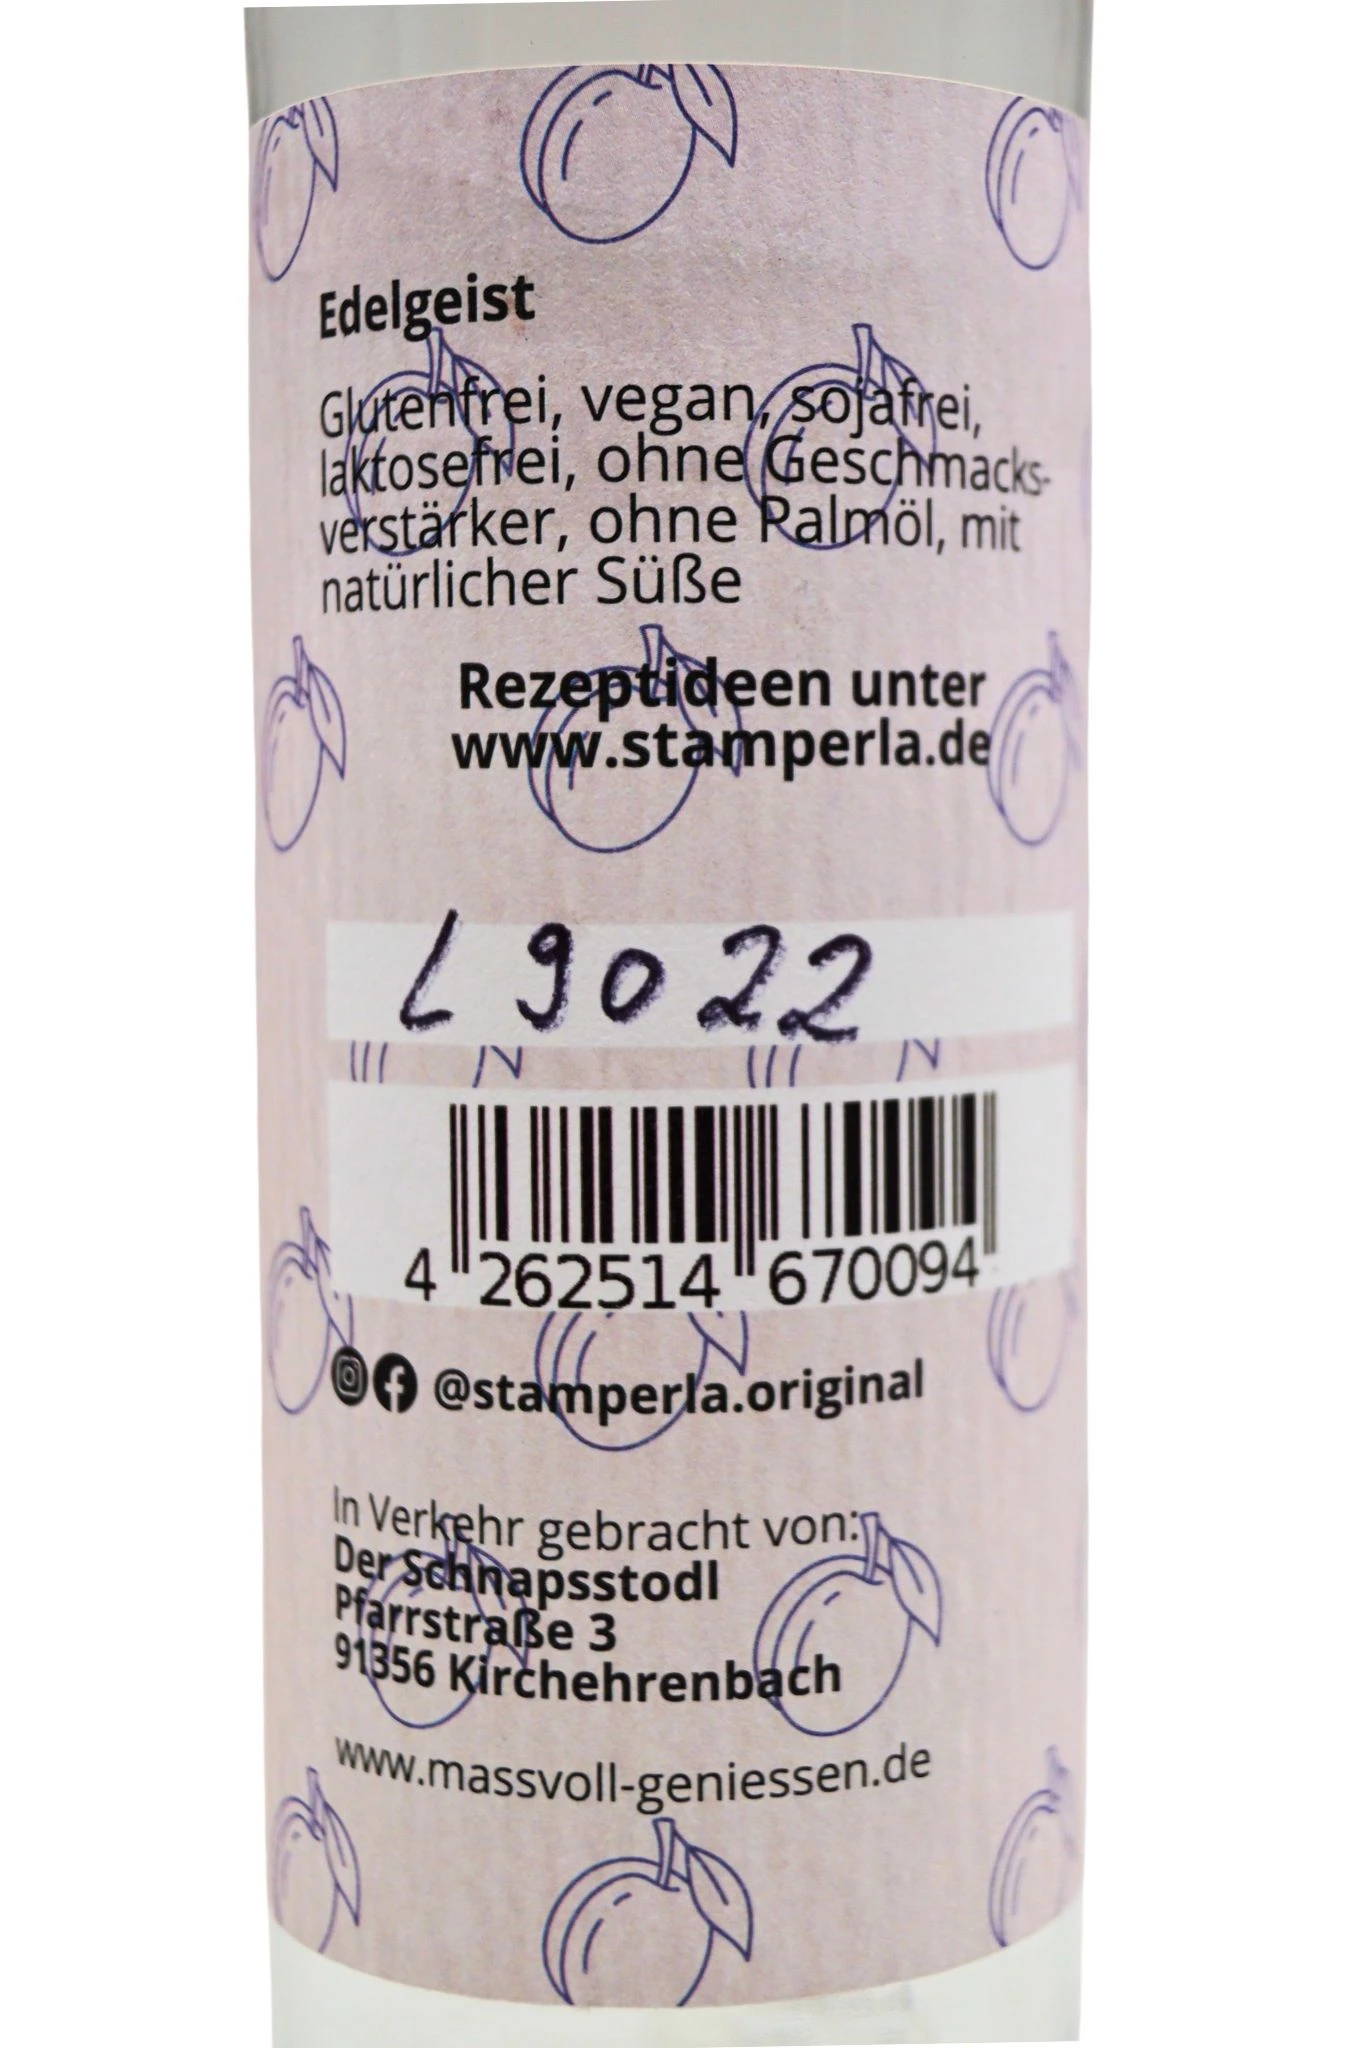 Edelgeist
Glutenfrei, vegan, sojafrei,
laktosefrei, ohne Geschmacks-
verstärker, ohne Palmöl, mit
natürlicher Süße
Rezeptideen unter
www.stamperla.de
L 9022
4 262514 670094
@stamperla.original
In Verkehr gebracht von:
Der Schnapsstodl
Pfarrstraße 3
91356 Kirchehrenbach
www.massvoll-geniessen.de